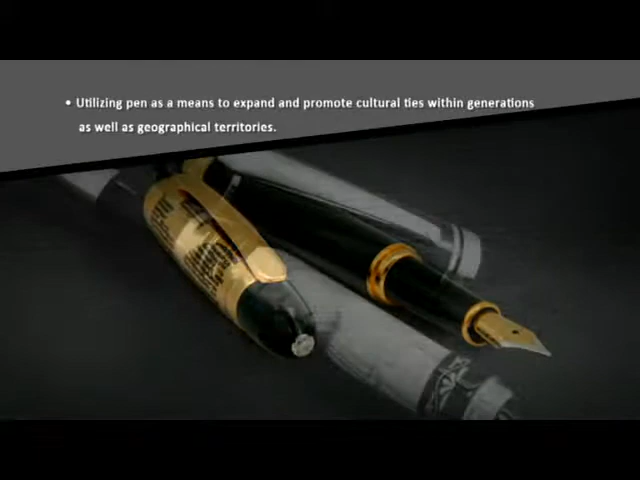 • Utilizing pen as a means to expand and promote cultural ties within generations
as well as geographical territories.